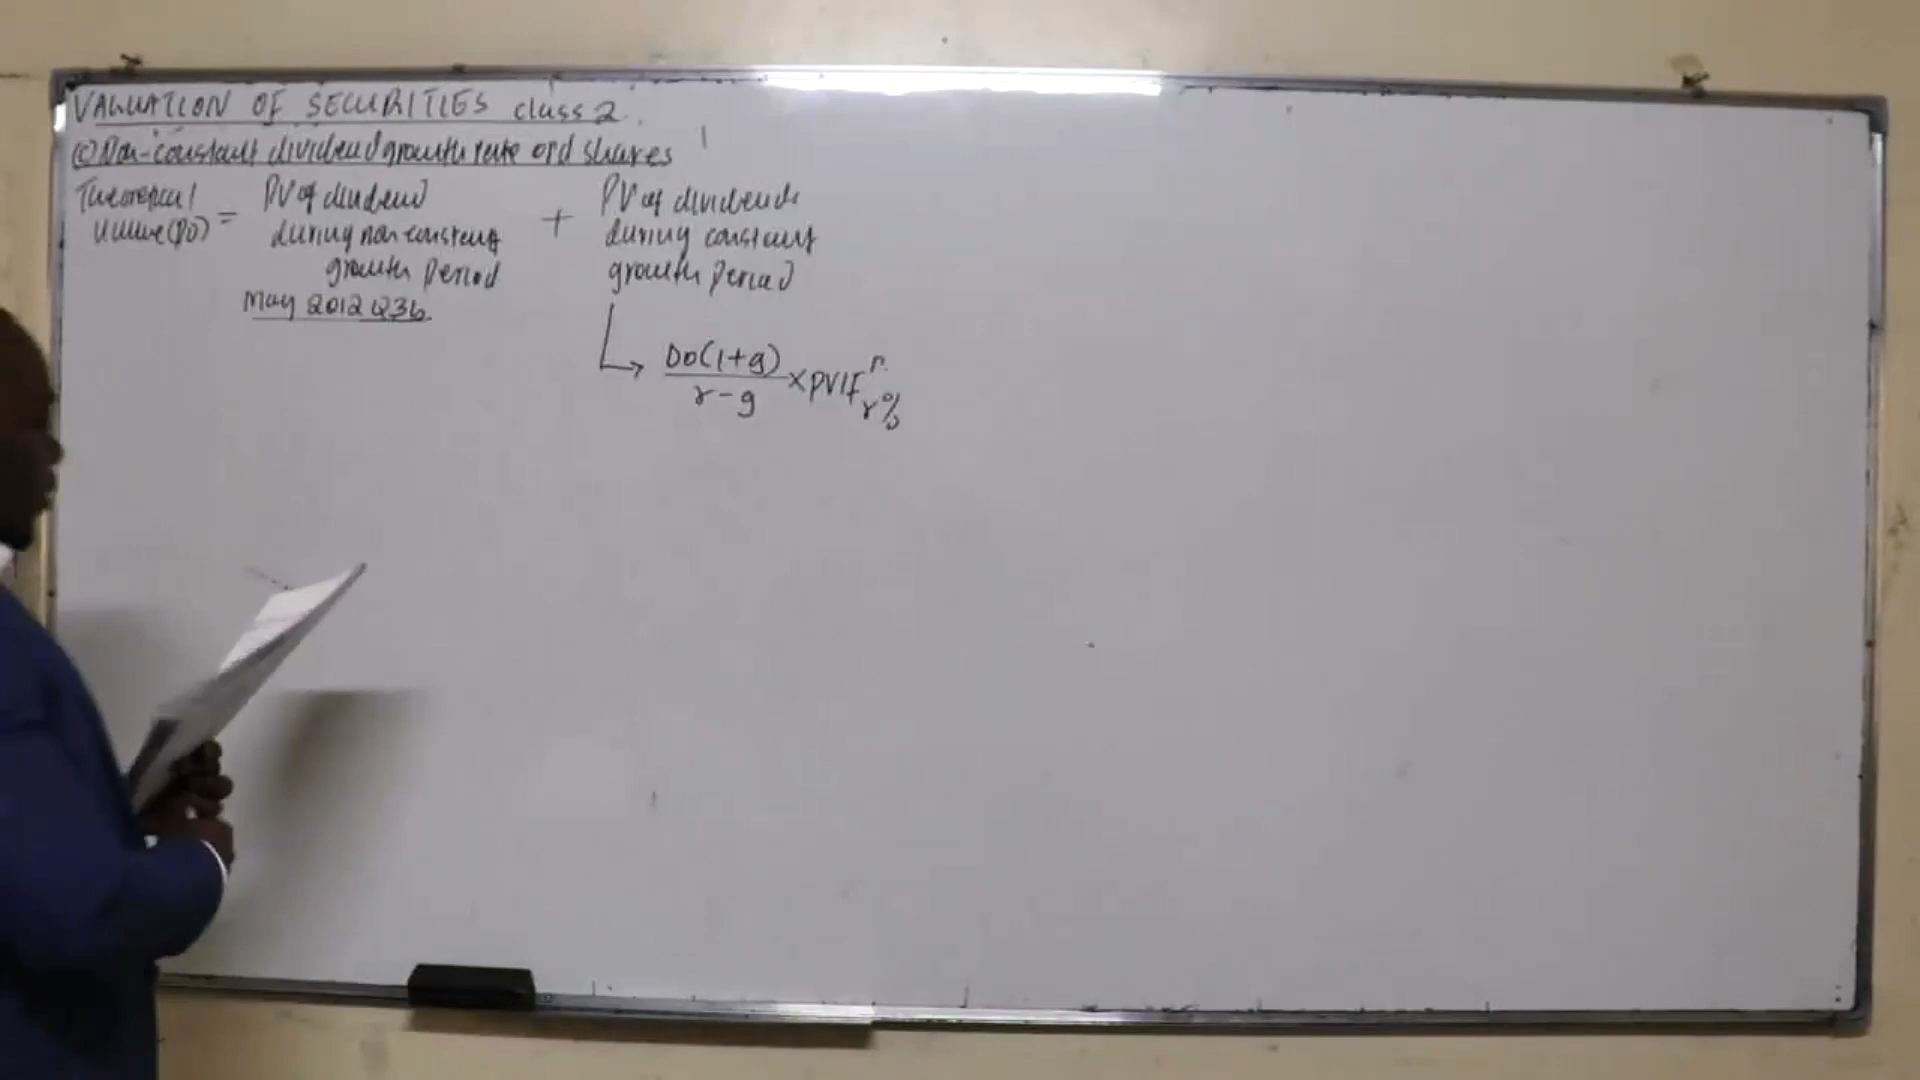 VALUATION OF SECURITIES class 2.
(c) Non-constant dividend growth rate ord shares
Theoretical value (P0) = PV of dividend during non constant growth period + PV of dividends during constant growth period
May 2012 Q3b
D0(1+g) / r-g × PVIF n r%